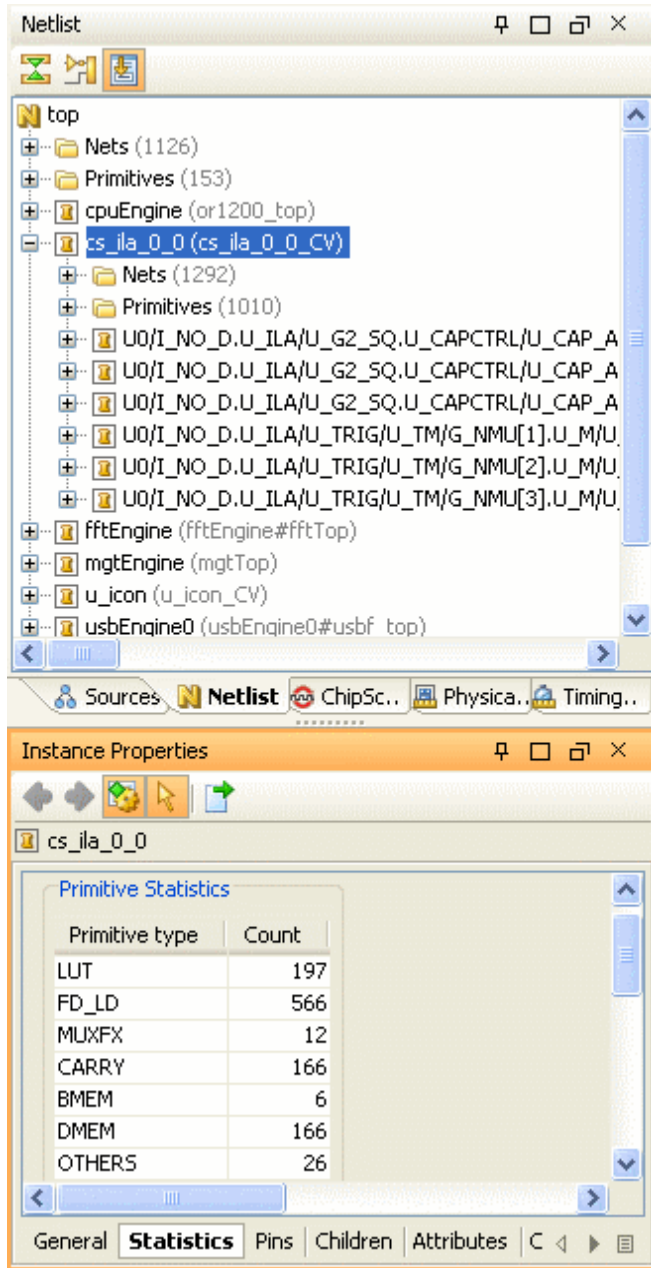 Netlist
top
Nets (1126)
Primitives (153)
cpuEngine (or1200_top)
cs_ila_0_0 (cs_ila_0_0_CV)
Nets (1292)
Primitives (1010)
U0/I_NO_D.U_ILA/U_G2_SQ.U_CAPCTRL/U_CAP_A
U0/I_NO_D.U_ILA/U_G2_SQ.U_CAPCTRL/U_CAP_A
U0/I_NO_D.U_ILA/U_G2_SQ.U_CAPCTRL/U_CAP_A
U0/I_NO_D.U_ILA/U_TRIG/U_TM/G_NMU[1].U_M/U_
U0/I_NO_D.U_ILA/U_TRIG/U_TM/G_NMU[2].U_M/U_
U0/I_NO_D.U_ILA/U_TRIG/U_TM/G_NMU[3].U_M/U_
fftEngine (fftEngine#fftTop)
mgtEngine (mgtTop)
u_icon (u_icon_CV)
usbEngine0 (usbEngine0#usbf_top)
Sources Netlist ChipSc.. Physica.. Timing..
Instance Properties
cs_ila_0_0
Primitive Statistics
Primitive type Count
LUT 197
FD_LD 566
MUXFX 12
CARRY 166
BMEM 6
DMEM 166
OTHERS 26
General Statistics Pins Children Attributes C